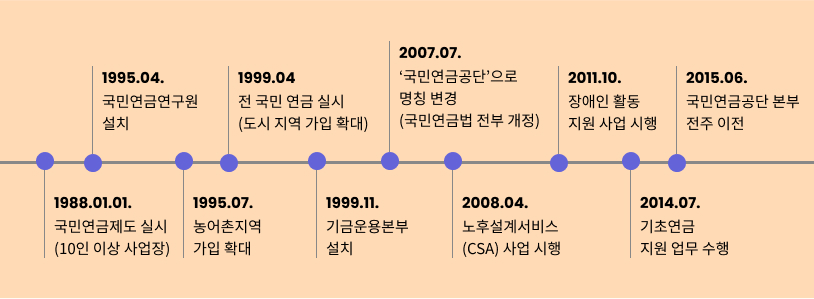 1995.04.
국민연금연구원
설치
1999.04
전 국민 연금 실시
(도시 지역 가입 확대)
2007.07.
‘국민연금공단’으로
명칭 변경
(국민연금법 전부 개정)
2011.10.
장애인 활동
지원 사업 시행
2015.06.
국민연금공단 본부
전주 이전
1988.01.01.
국민연금제도 실시
(10인 이상 사업장)
1995.07.
농어촌지역
가입 확대
1999.11.
기금운용본부
설치
2008.04.
노후설계서비스
(CSA) 사업 시행
2014.07.
기초연금
지원 업무 수행